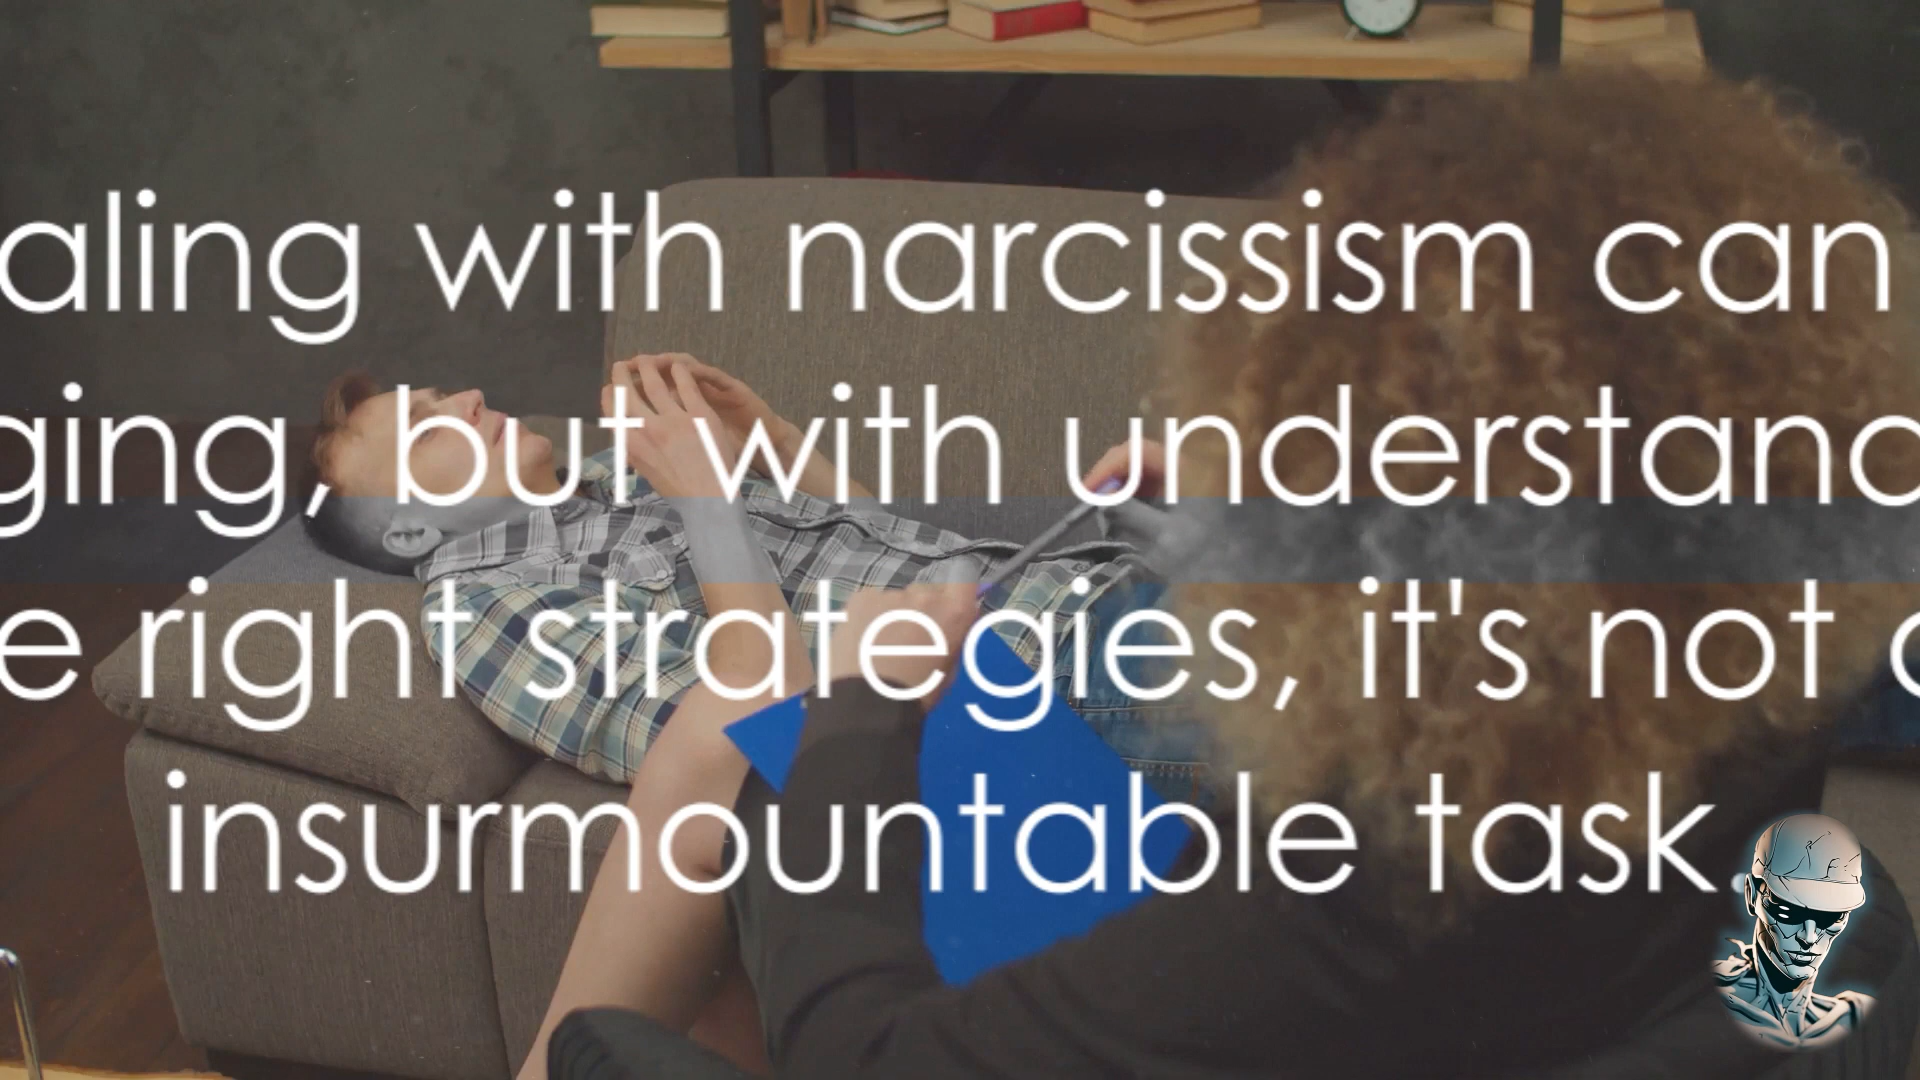 aling with narcissism can
ging, but with understand
e right strategies, it's not
insurmountable task.